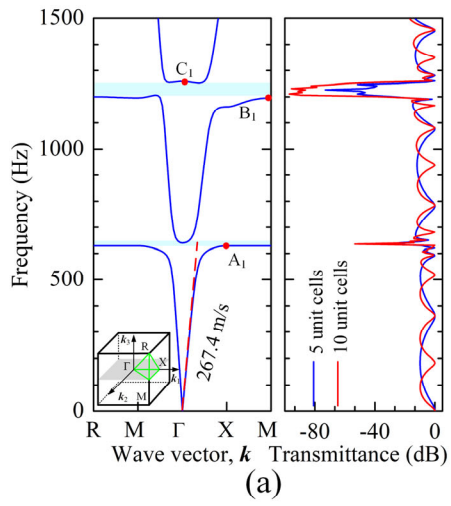 1500
1000
500
0
Frequency (Hz)
C1
B1
A1
267.4 m/s
k3
R
Γ
X
k1
k2
M
R M Γ X M
Wave vector, k
5 unit cells
10 unit cells
-80 -40 0
Transmittance (dB)
(a)